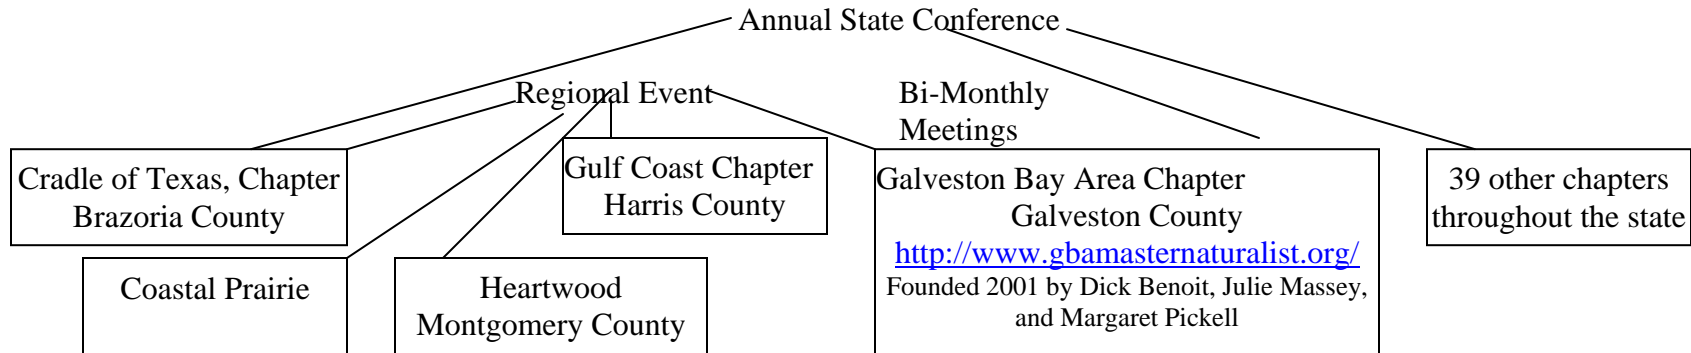 Annual State Conference
Regional Event
Bi-Monthly
Meetings
Cradle of Texas, Chapter
Brazoria County
Gulf Coast Chapter
Harris County
Galveston Bay Area Chapter
Galveston County
http://www.gbamasternaturalist.org/
Founded 2001 by Dick Benoit, Julie Massey,
and Margaret Pickell
39 other chapters
throughout the state
Coastal Prairie
Heartwood
Montgomery County